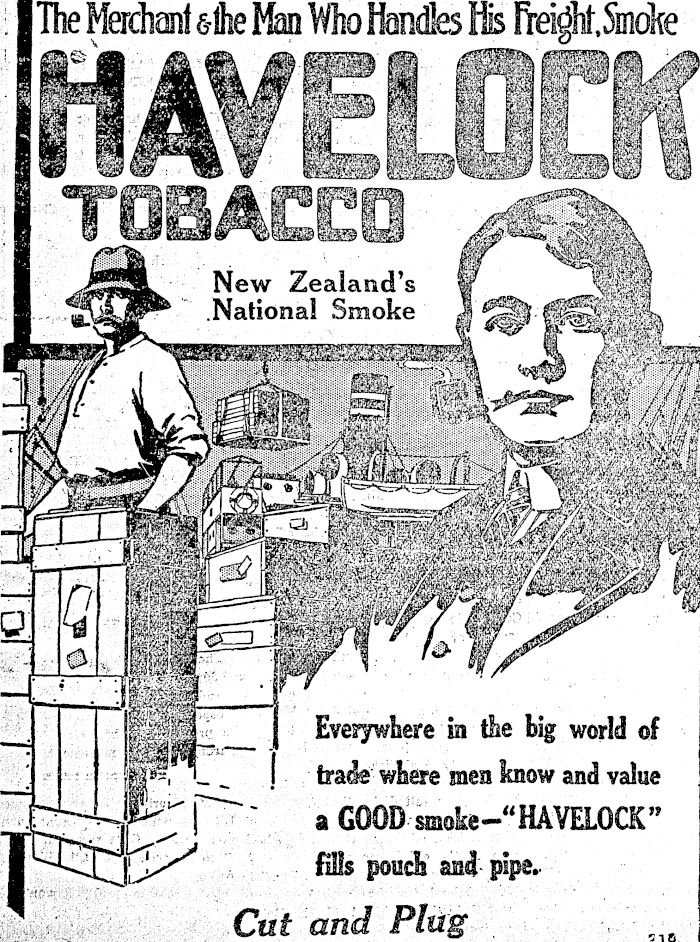 The Merchant & the Man Who Handles His Freight, Smoke
HAVELOCK
TOBACCO
New Zealand's
National Smoke
Everywhere in the big world of
trade where men know and value
a GOOD smoke—"HAVELOCK"
fills pouch and pipe.
Cut and Plug